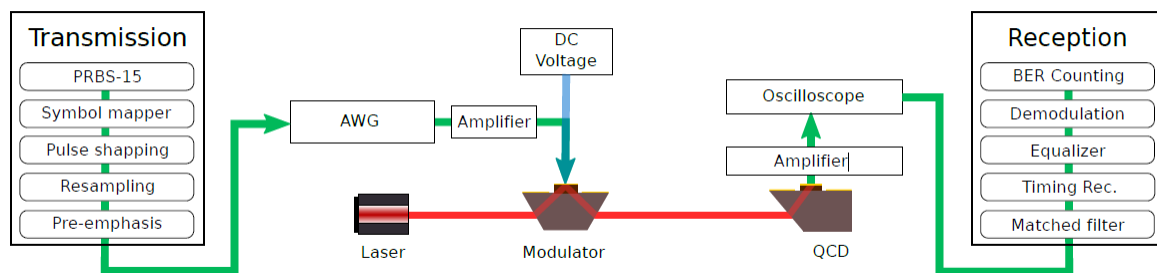 Transmission
PRBS-15
Symbol mapper
Pulse shapping
Resampling
Pre-emphasis
AWG
Amplifier
DC
Voltage
Laser
Modulator
QCD
Amplifier
Oscilloscope
Reception
BER Counting
Demodulation
Equalizer
Timing Rec.
Matched filter